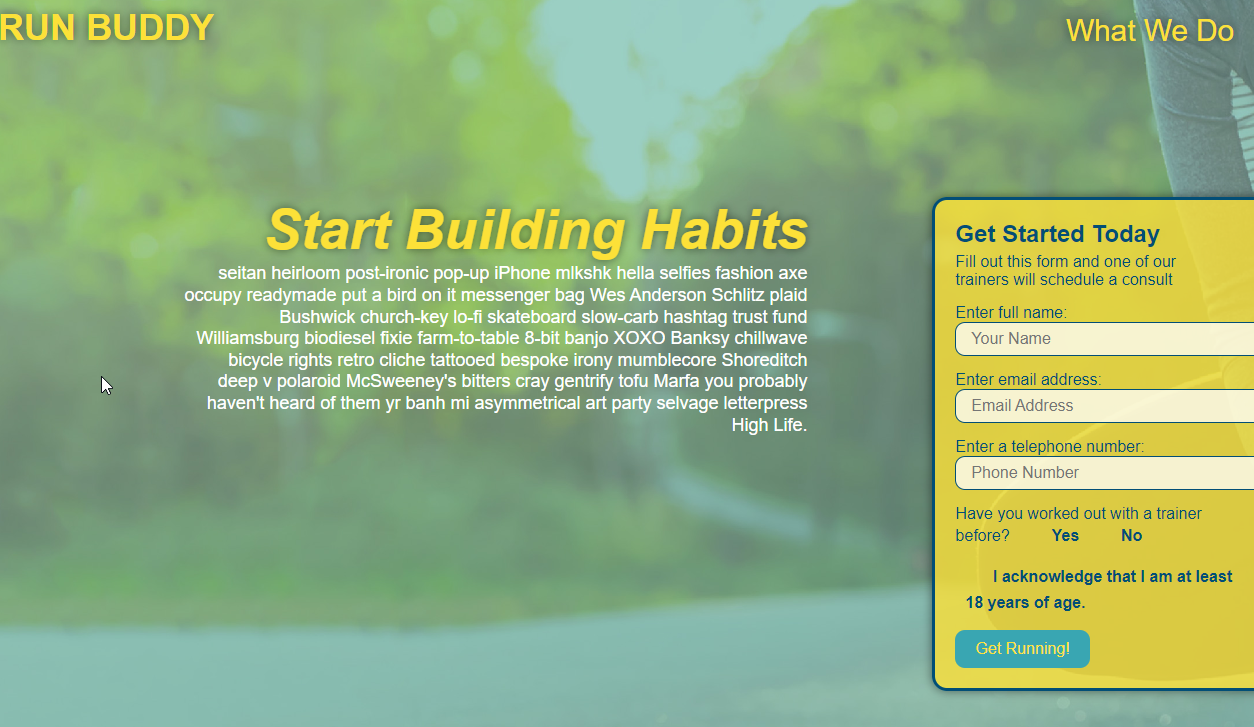 RUN BUDDY
What We Do
Start Building Habits
seitan heirloom post-ironic pop-up iPhone mlkshk hella selfies fashion axe
occupy readymade put a bird on it messenger bag Wes Anderson Schlitz plaid
Bushwick church-key lo-fi skateboard slow-carb hashtag trust fund
Williamsburg biodiesel fixie farm-to-table 8-bit banjo XOXO Banksy chillwave
bicycle rights retro cliche tattooed bespoke irony mumblecore Shoreditch
deep v polaroid McSweeney's bitters cray gentrify tofu Marfa you probably
haven't heard of them yr banh mi asymmetrical art party selvage letterpress
High Life.
Get Started Today
Fill out this form and one of our
trainers will schedule a consult
Enter full name:
Your Name
Enter email address:
Email Address
Enter a telephone number:
Phone Number
Have you worked out with a trainer
before? Yes No
I acknowledge that I am at least
18 years of age.
Get Running!